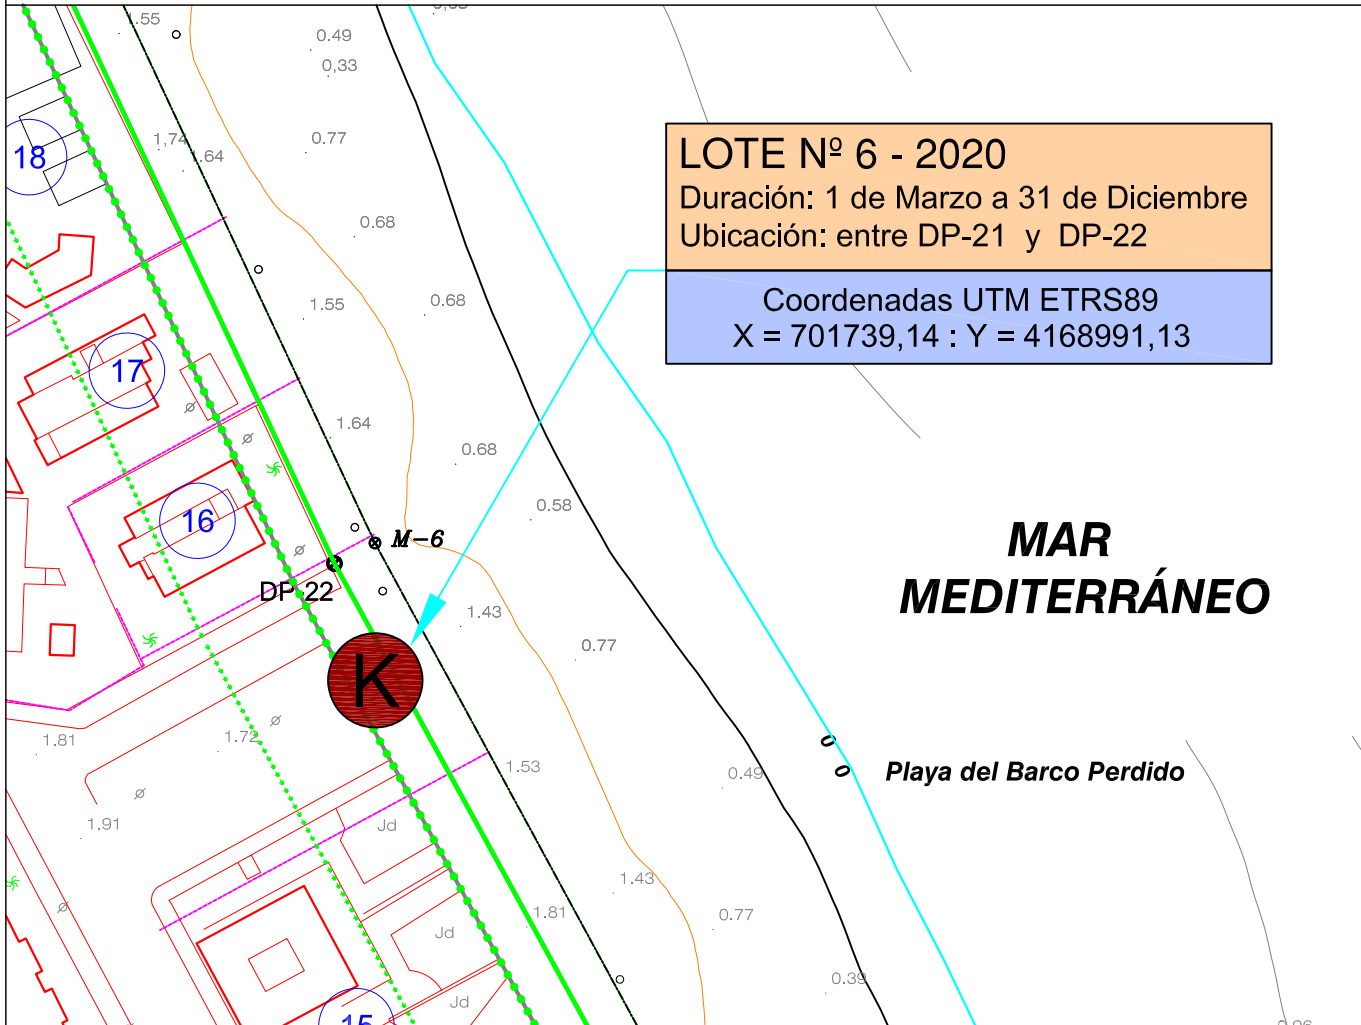 1.55
0.49
0,33
0.77
1,74
1.64
18
LOTE Nº 6 - 2020
Duración: 1 de Marzo a 31 de Diciembre
Ubicación: entre DP-21 y DP-22
Coordenadas UTM ETRS89
X = 701739,14 : Y = 4168991,13
0.68
1.55
0.68
17
1.64
0.68
0.58
16
M-6
DP-22
MAR
MEDITERRÁNEO
1.43
0.77
K
1.81
1.72
1.53
0.49
Playa del Barco Perdido
1.91
Jd
1.43
1.81
0.77
Jd
0.39
Jd
15